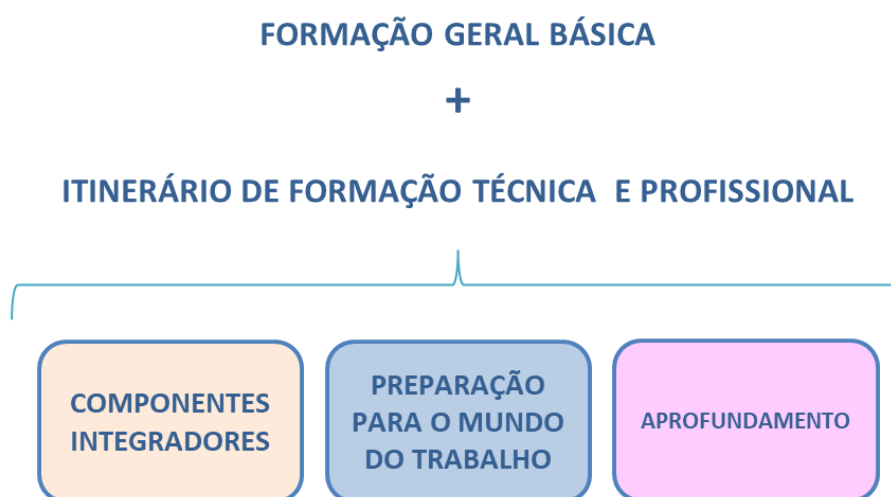 FORMAÇÃO GERAL BÁSICA
+
ITINERÁRIO DE FORMAÇÃO TÉCNICA E PROFISSIONAL
COMPONENTES
INTEGRADORES
PREPARAÇÃO
PARA O MUNDO
DO TRABALHO
APROFUNDAMENTO